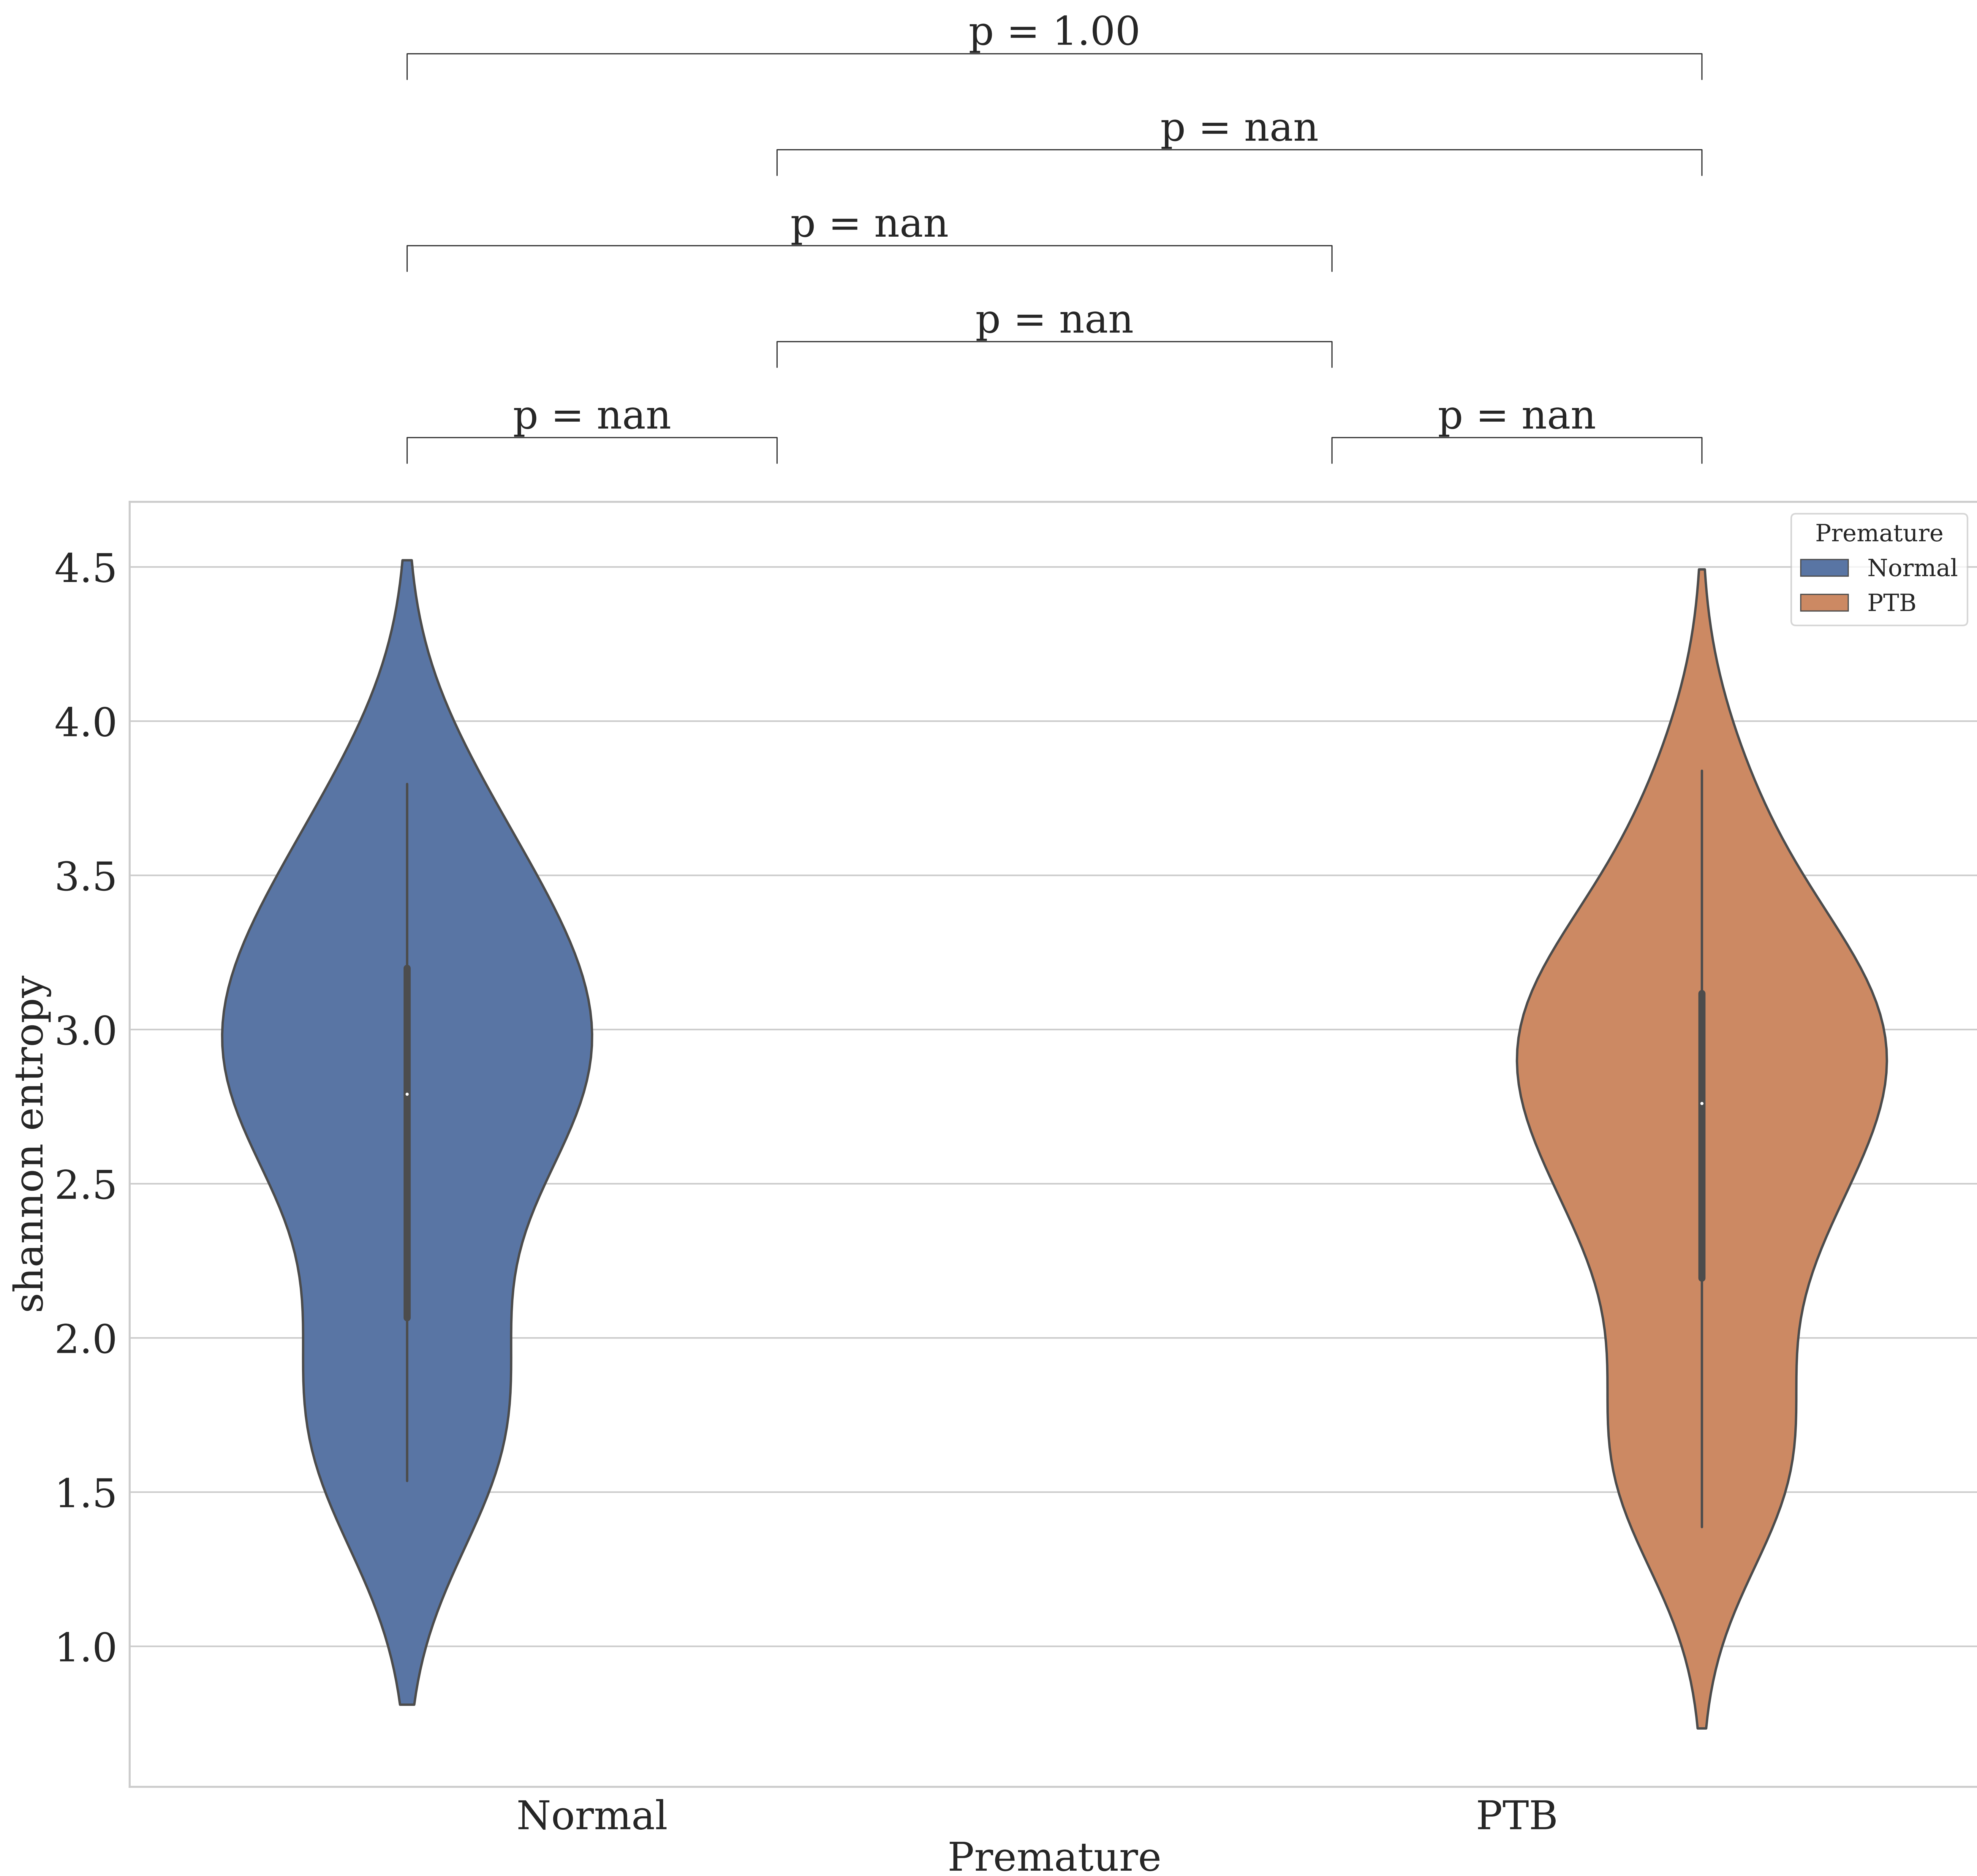 p = 1.00
p = nan
p = nan
p = nan
p = nan
p = nan
Premature
Normal
PTB
4.5
4.0
3.5
3.0
2.5
2.0
1.5
1.0
shannon entropy
Normal
PTB
Premature